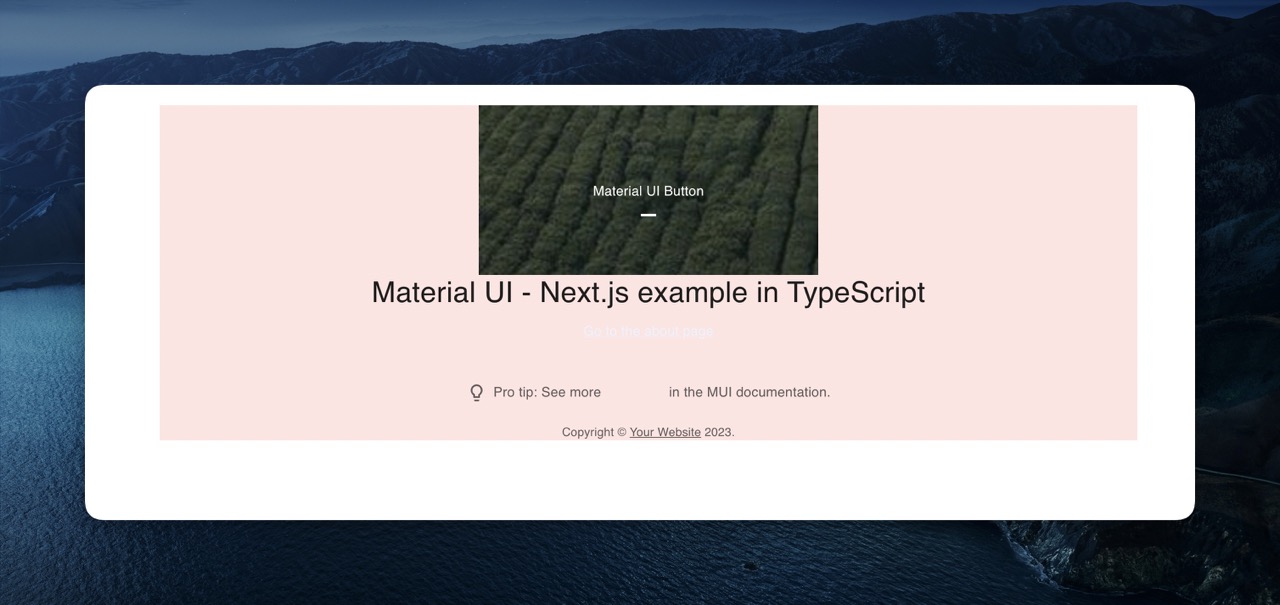 Material UI Button
Material UI - Next.js example in TypeScript
Go to the about page
Pro tip: See more in the MUI documentation.
Copyright © Your Website 2023.